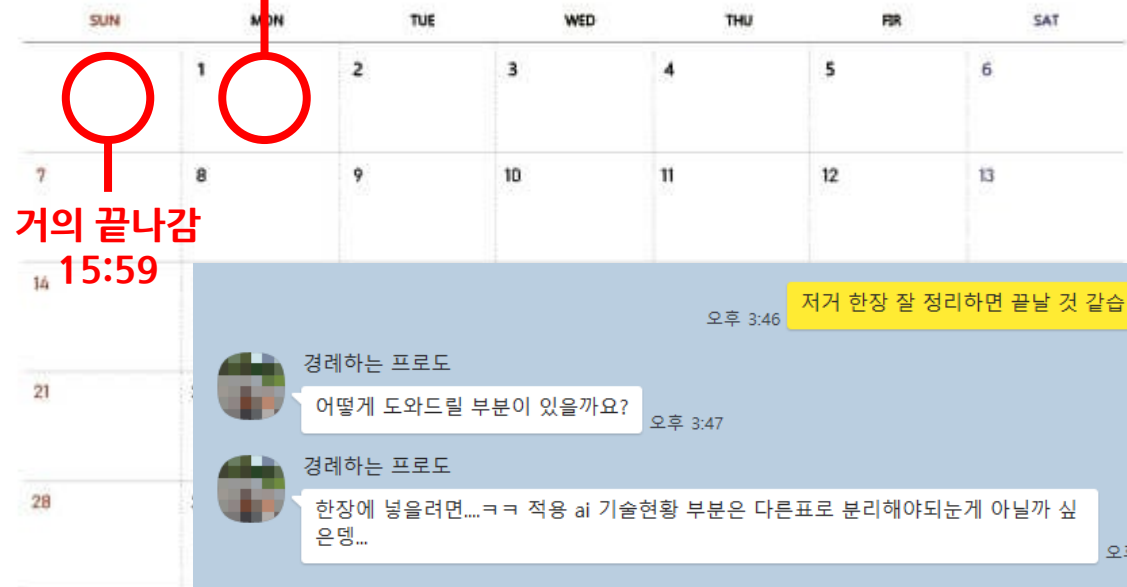 SUN MON TUE WED THU FIR SAT
1 2 3 4 5 6
7 8 9 10 11 12 13
거의 끝나감
15:59
14
저거 한장 잘 정리하면 끝날 것 같습
오후 3:46
경례하는 프로도
21
어떻게 도와드릴 부분이 있을까요?
오후 3:47
경례하는 프로도
28
한장에 넣을려면....ㅋㅋ 적용 ai 기술현황 부분은 다른표로 분리해야되눈게 아닐까 싶
은뎅...